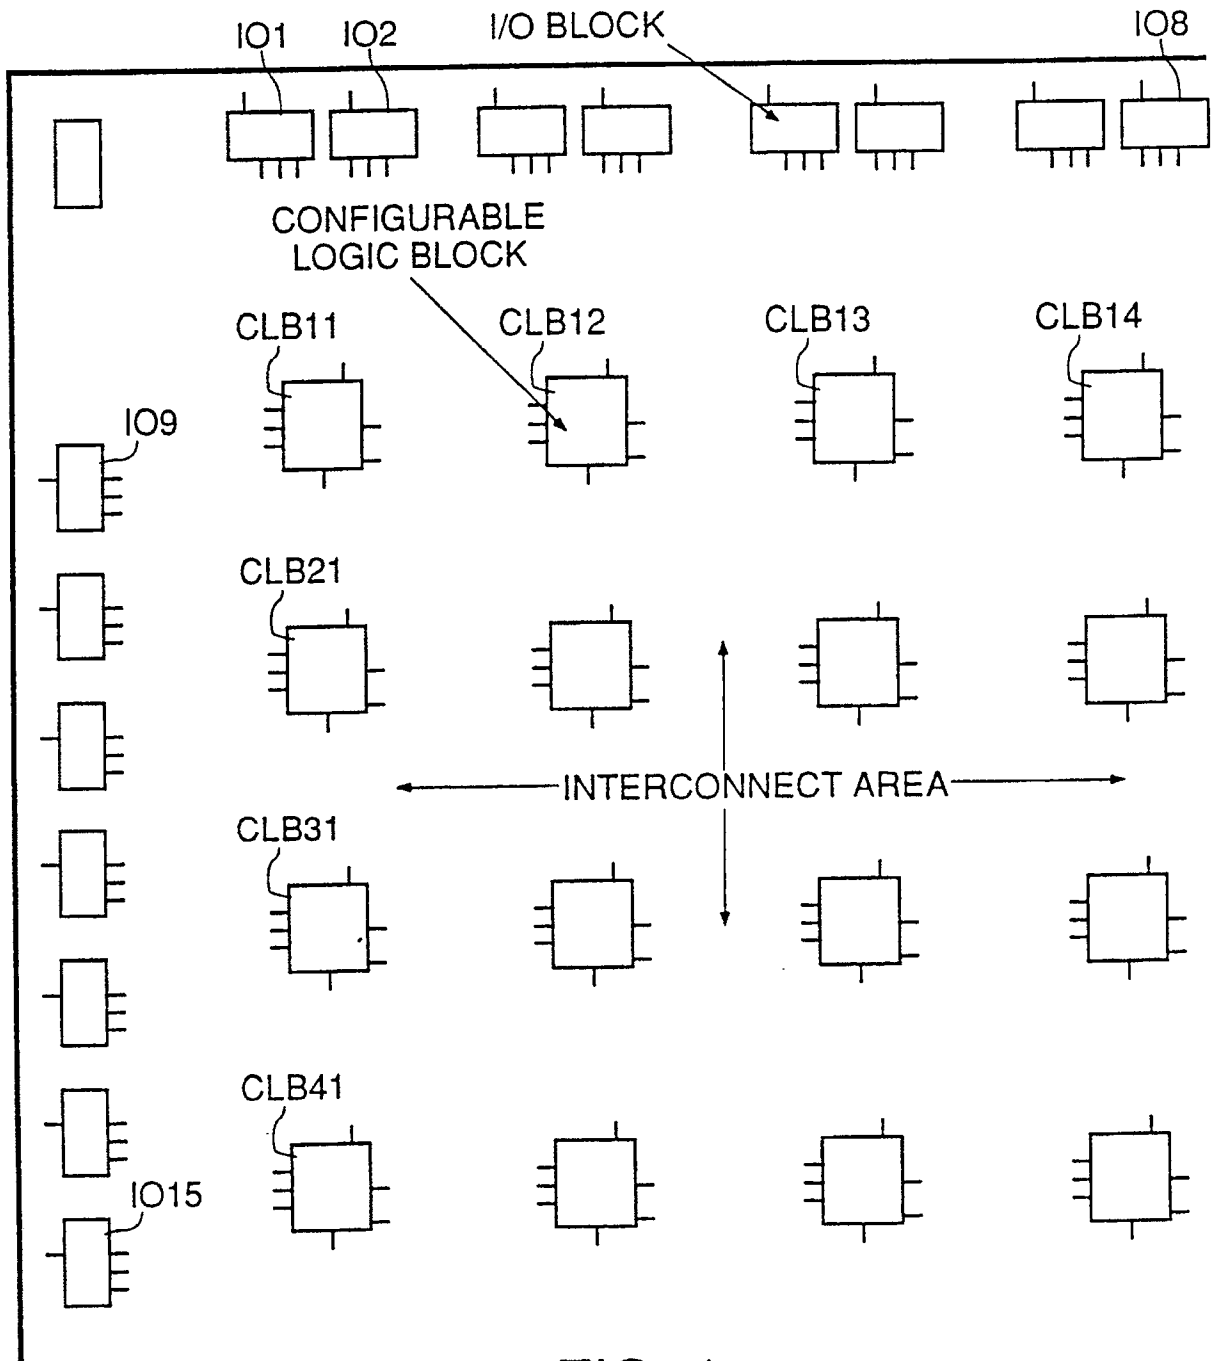 IO1
IO2
I/O BLOCK
IO8
CONFIGURABLE
LOGIC BLOCK
CLB11
CLB12
CLB13
CLB14
IO9
CLB21
INTERCONNECT AREA
CLB31
CLB41
IO15